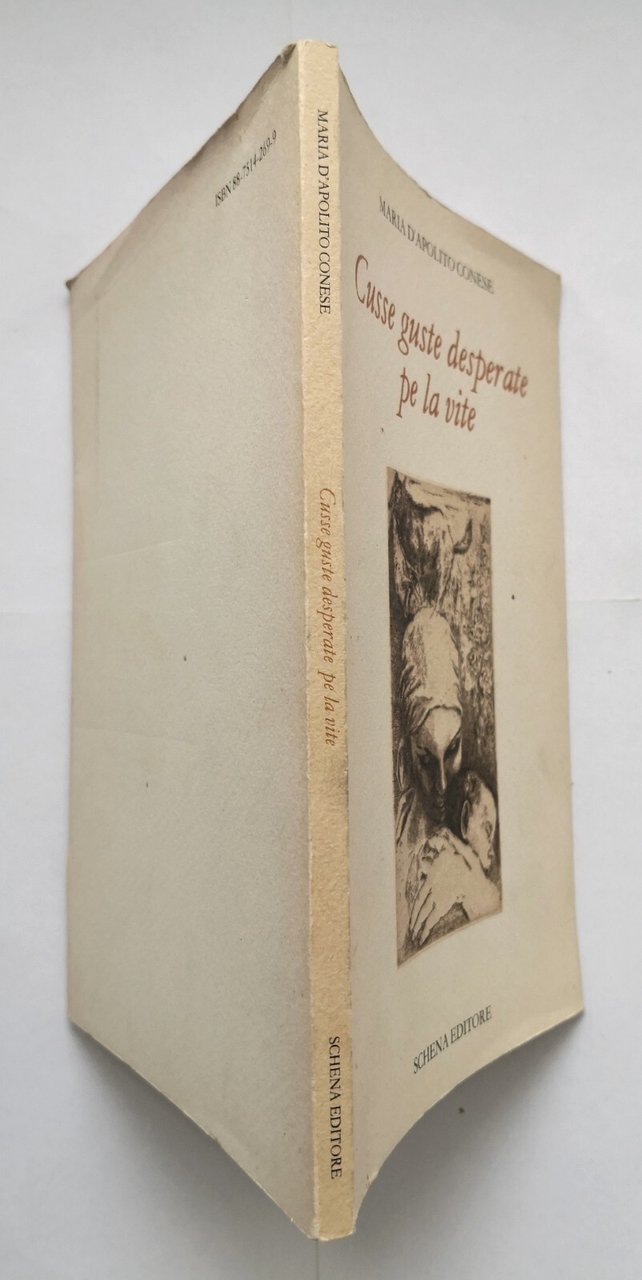 ISBN 88-7514-269-9
MARIA D'APOLITO CONESE
Cusse guste desperate pe la vite
SCHENA EDITORE
MARIA D'APOLITO CONESE
Cusse guste desperate
pe la vite
SCHENA EDITORE